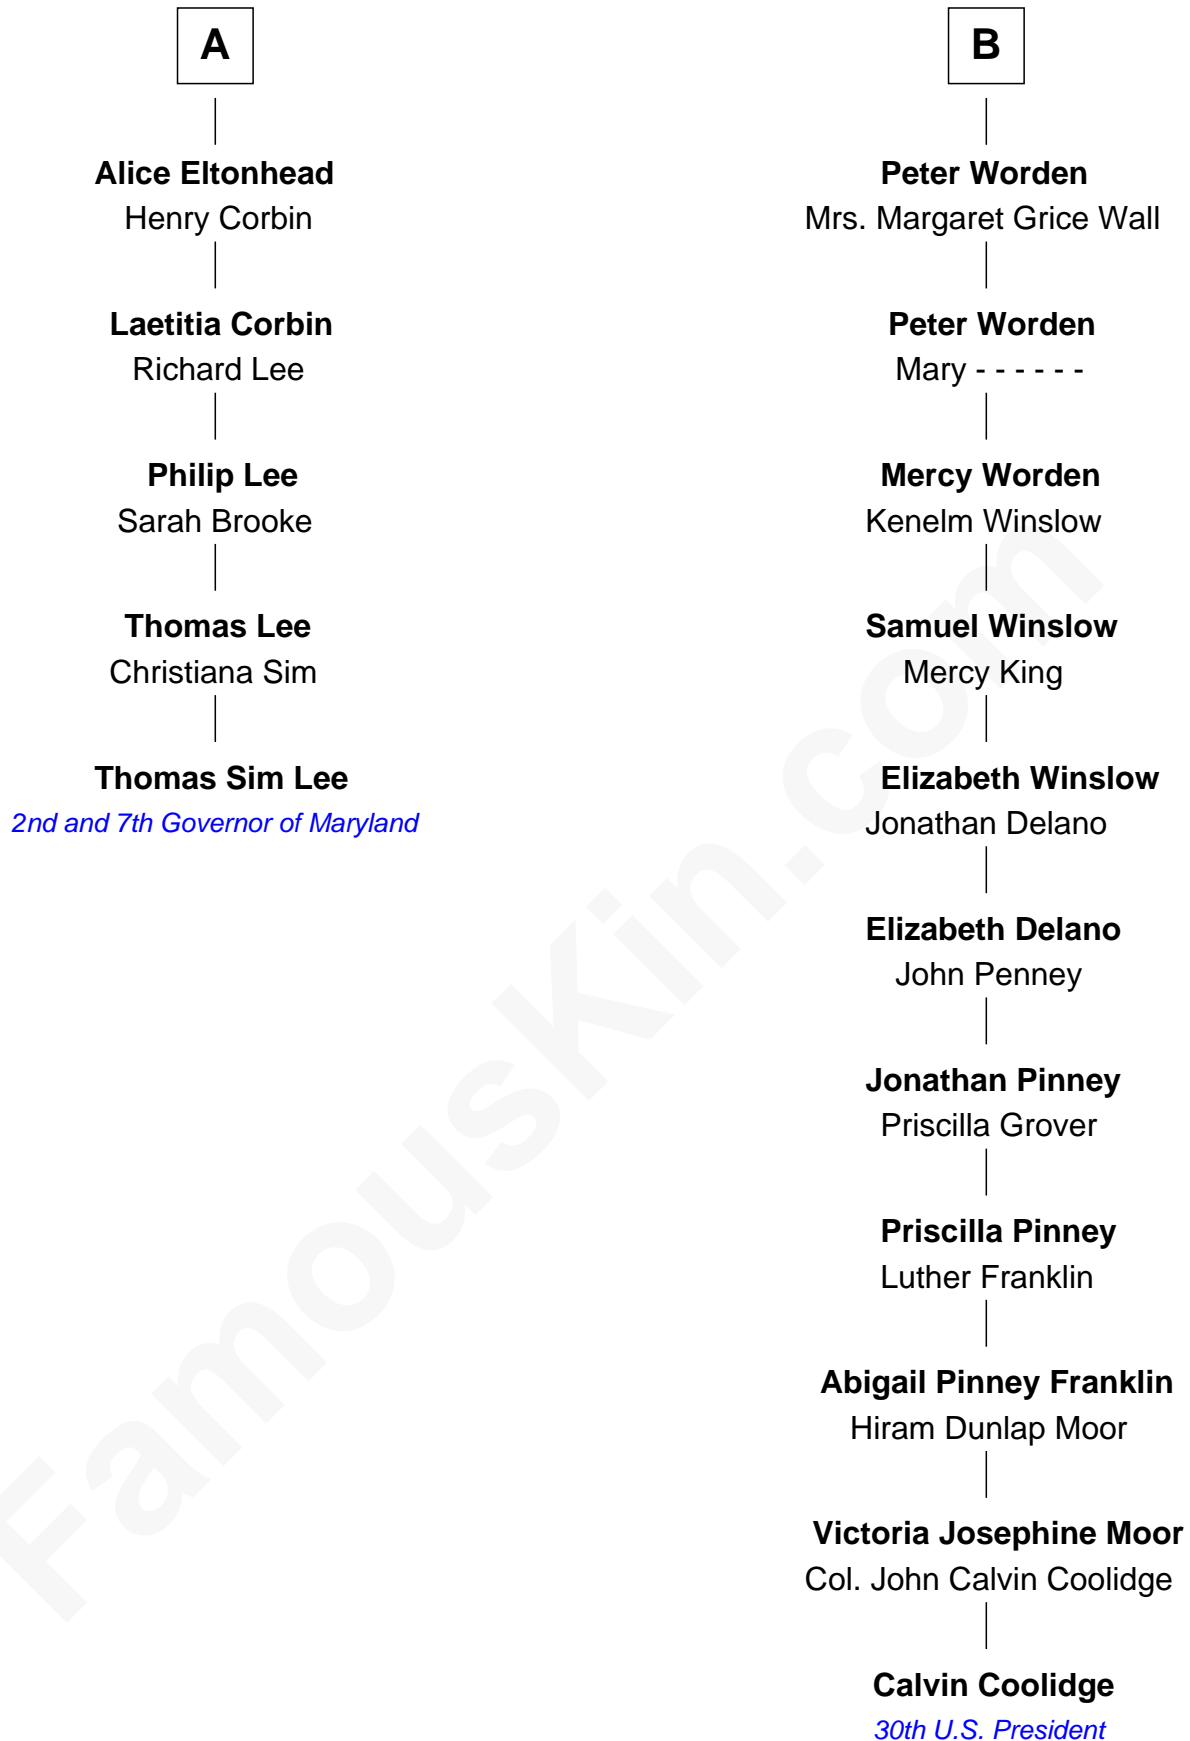 A
Alice Eltonhead
Henry Corbin
Laetitia Corbin
Richard Lee
Philip Lee
Sarah Brooke
Thomas Lee
Christiana Sim
Thomas Sim Lee
2nd and 7th Governor of Maryland
B
Peter Worden
Mrs. Margaret Grice Wall
Peter Worden
Mary - - - - - -
Mercy Worden
Kenelm Winslow
Samuel Winslow
Mercy King
Elizabeth Winslow
Jonathan Delano
Elizabeth Delano
John Penney
Jonathan Pinney
Priscilla Grover
Priscilla Pinney
Luther Franklin
Abigail Pinney Franklin
Hiram Dunlap Moor
Victoria Josephine Moor
Col. John Calvin Coolidge
Calvin Coolidge
30th U.S. President
FamousKin.com